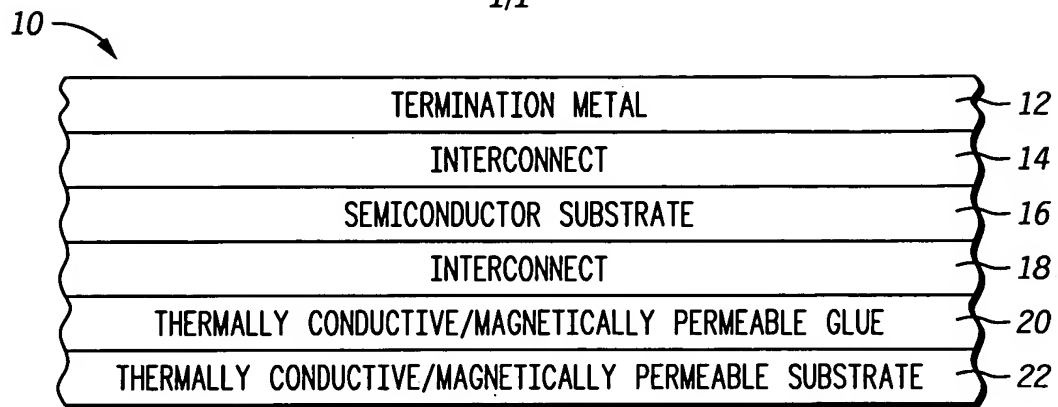 1/1
10
TERMINATION METAL 12
INTERCONNECT 14
SEMICONDUCTOR SUBSTRATE 16
INTERCONNECT 18
THERMALLY CONDUCTIVE/MAGNETICALLY PERMEABLE GLUE 20
THERMALLY CONDUCTIVE/MAGNETICALLY PERMEABLE SUBSTRATE 22